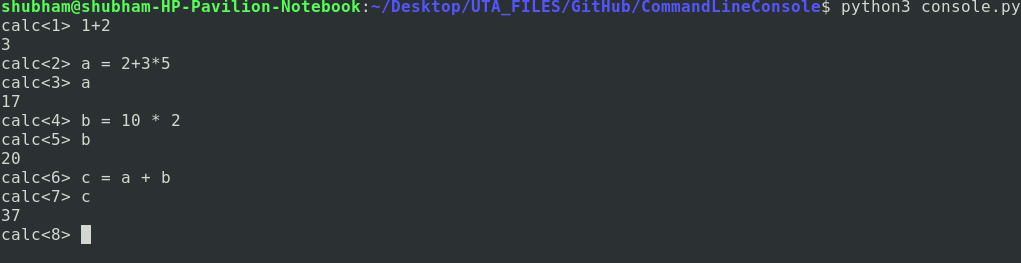 shubham@shubham-HP-Pavilion-Notebook:~/Desktop/UTA_FILES/GitHub/CommandLineConsole$ python3 console.py
calc<1> 1+2
3
calc<2> a = 2+3*5
calc<3> a
17
calc<4> b = 10 * 2
calc<5> b
20
calc<6> c = a + b
calc<7> c
37
calc<8>